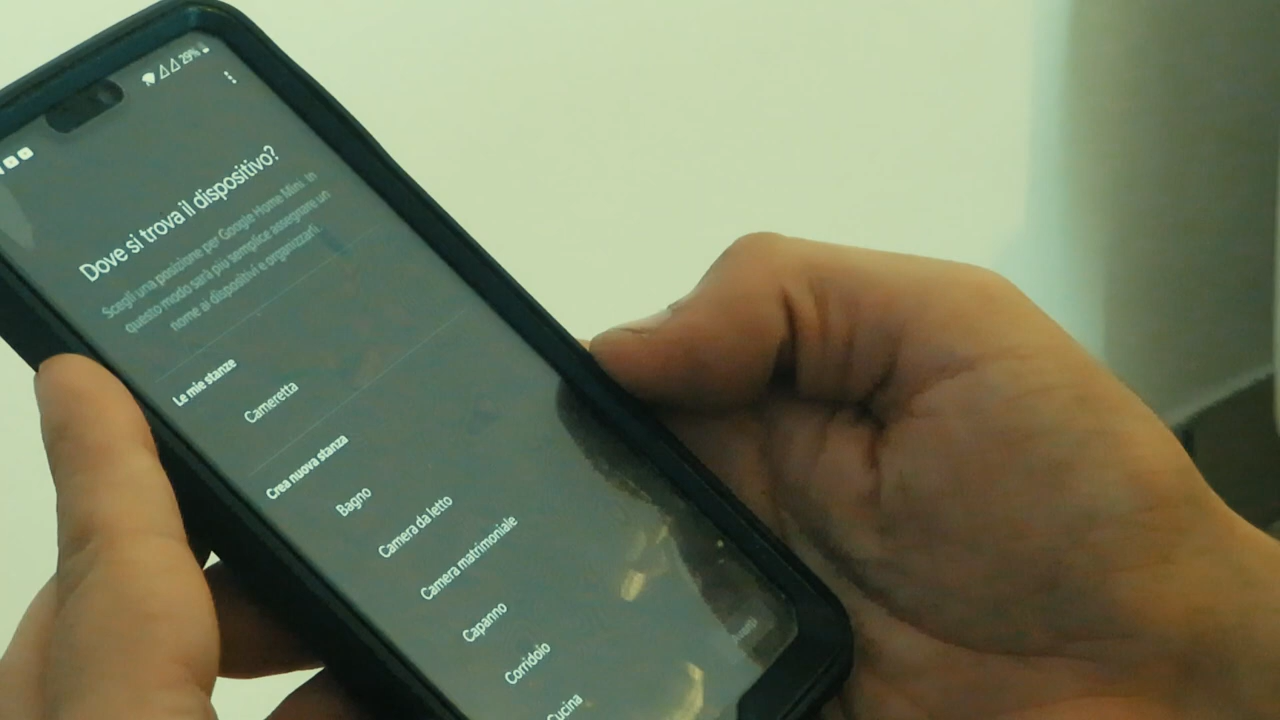 29%
Dove si trova il dispositivo?
Scegli una posizione per Google Home Mini. In
questo modo sarà più semplice assegnare un
nome ai dispositivi e organizzarli.
Le mie stanze
Cameretta
Crea nuova stanza
Bagno
Camera da letto
Camera matrimoniale
Capanno
Corridoio
Cucina